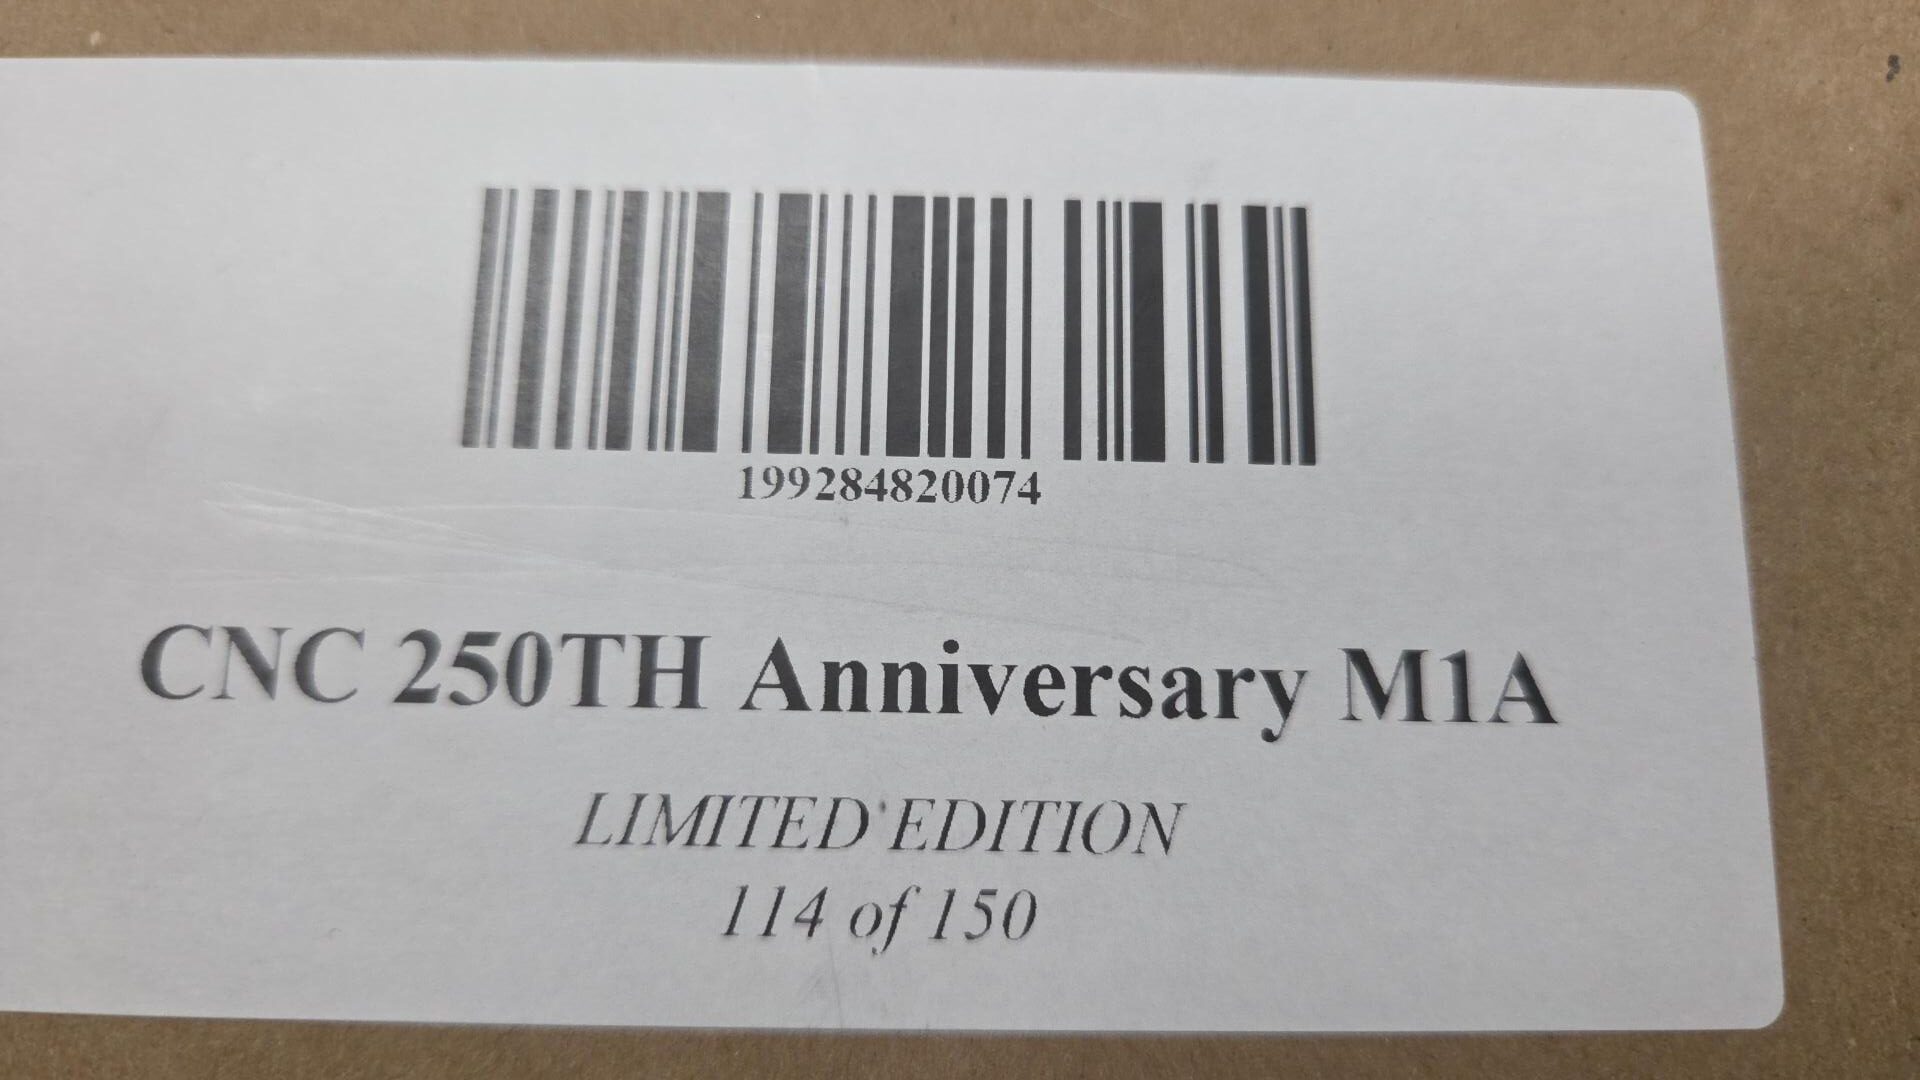 199284820074
CNC 250TH Anniversary M1A
LIMITED EDITION
114 of 150